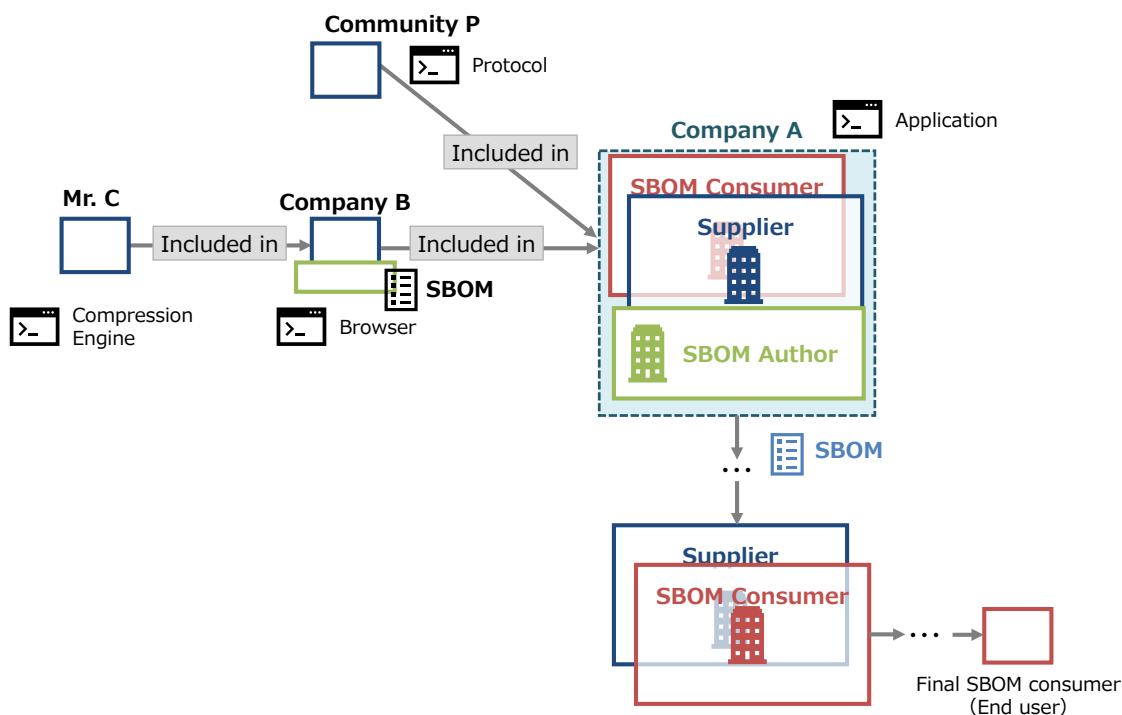 Community P
Protocol
Company A
Application
Included in
SBOM Consumer
Mr. C
Company B
Supplier
Included in
Included in
SBOM
Compression
Engine
Browser
SBOM Author
...
SBOM
Supplier
SBOM Consumer
...
Final SBOM consumer
(End user)